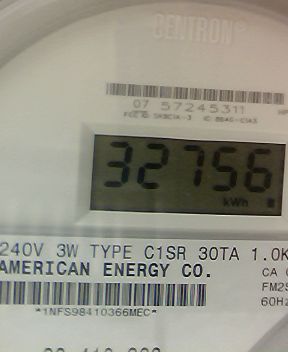 CENTRON®
07 57245311
32756
kWh
240V 3W TYPE C1SR 30TA 1.0K
AMERICAN ENERGY CO.
CA
FM2S
60Hz
*1NFS98410366MEC*